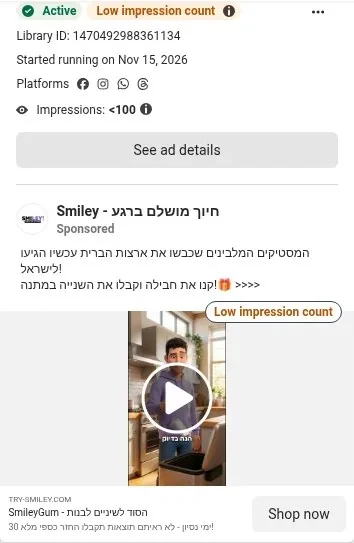 Active Low impression count
Library ID: 1470492988361134
Started running on Nov 15, 2026
Platforms
Impressions: <100
See ad details
Smiley - חיוך מושלם ברגע
Sponsored
המסטיקים המלבינים שכבשו את ארצות הברית עכשיו הגיעו
לישראל!
קנו את חבילה וקבלו את השנייה במתנה!🎁 >>>>
Low impression count
הנה בדיוק
TRY-SMILEY.COM
SmileyGum - הסוד לשיניים לבנות
30 ימי נסיון - לא ראיתם תוצאות תקבלו החזר כספי מלא!
Shop now